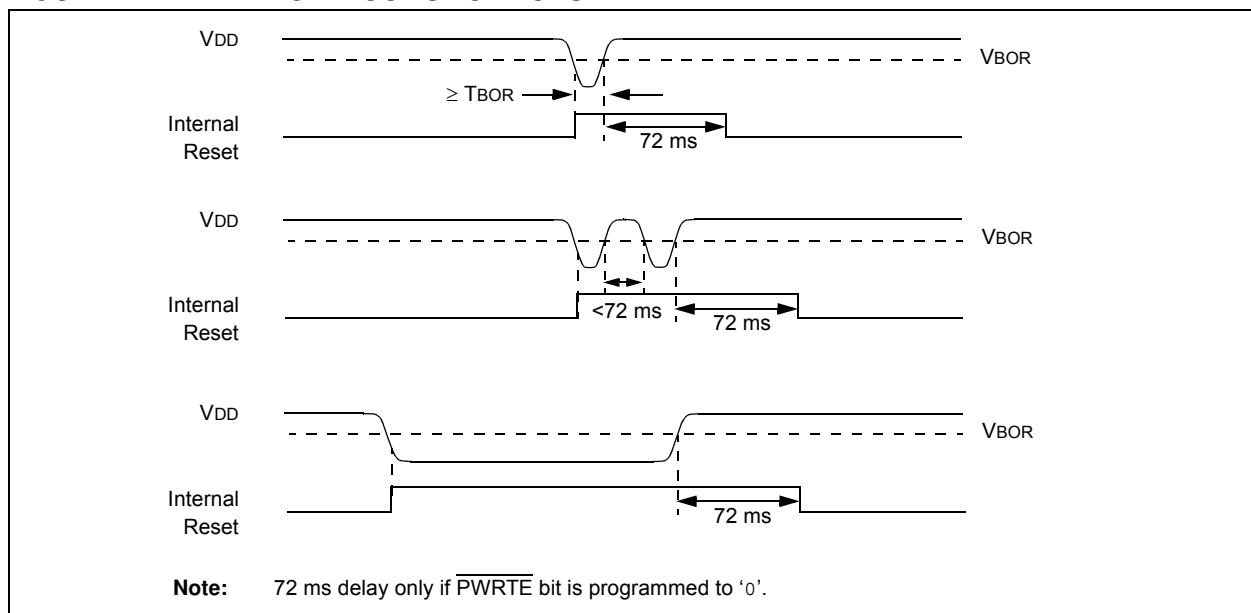 VDD
VBOR
≥ TBOR
Internal
Reset
72 ms
VDD
VBOR
Internal
Reset
<72 ms
72 ms
VDD
VBOR
Internal
Reset
72 ms
Note: 72 ms delay only if PWRTE bit is programmed to ‘0’.